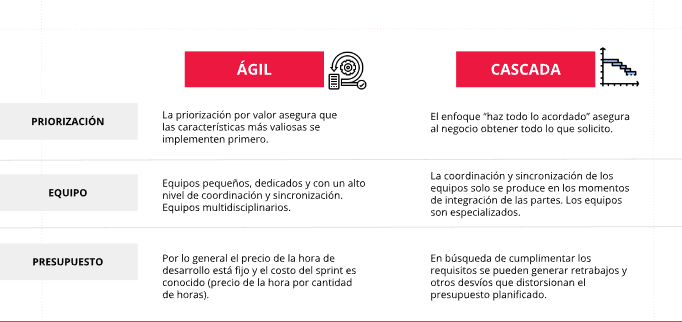 ÁGIL
CASCADA
PRIORIZACIÓN
La priorización por valor asegura que
las características más valiosas se
implementen primero.
El enfoque “haz todo lo acordado” asegura
al negocio obtener todo lo que solicito.
EQUIPO
Equipos pequeños, dedicados y con un alto
nivel de coordinación y sincronización.
Equipos multidisciplinarios.
La coordinación y sincronización de los
equipos solo se produce en los momentos
de integración de las partes. Los equipos
son especializados.
PRESUPUESTO
Por lo general el precio de la hora de
desarrollo está fijo y el costo del sprint es
conocido (precio de la hora por cantidad
de horas).
En búsqueda de cumplimentar los
requisitos se pueden generar retrabajos y
otros desvíos que distorsionan el
presupuesto planificado.